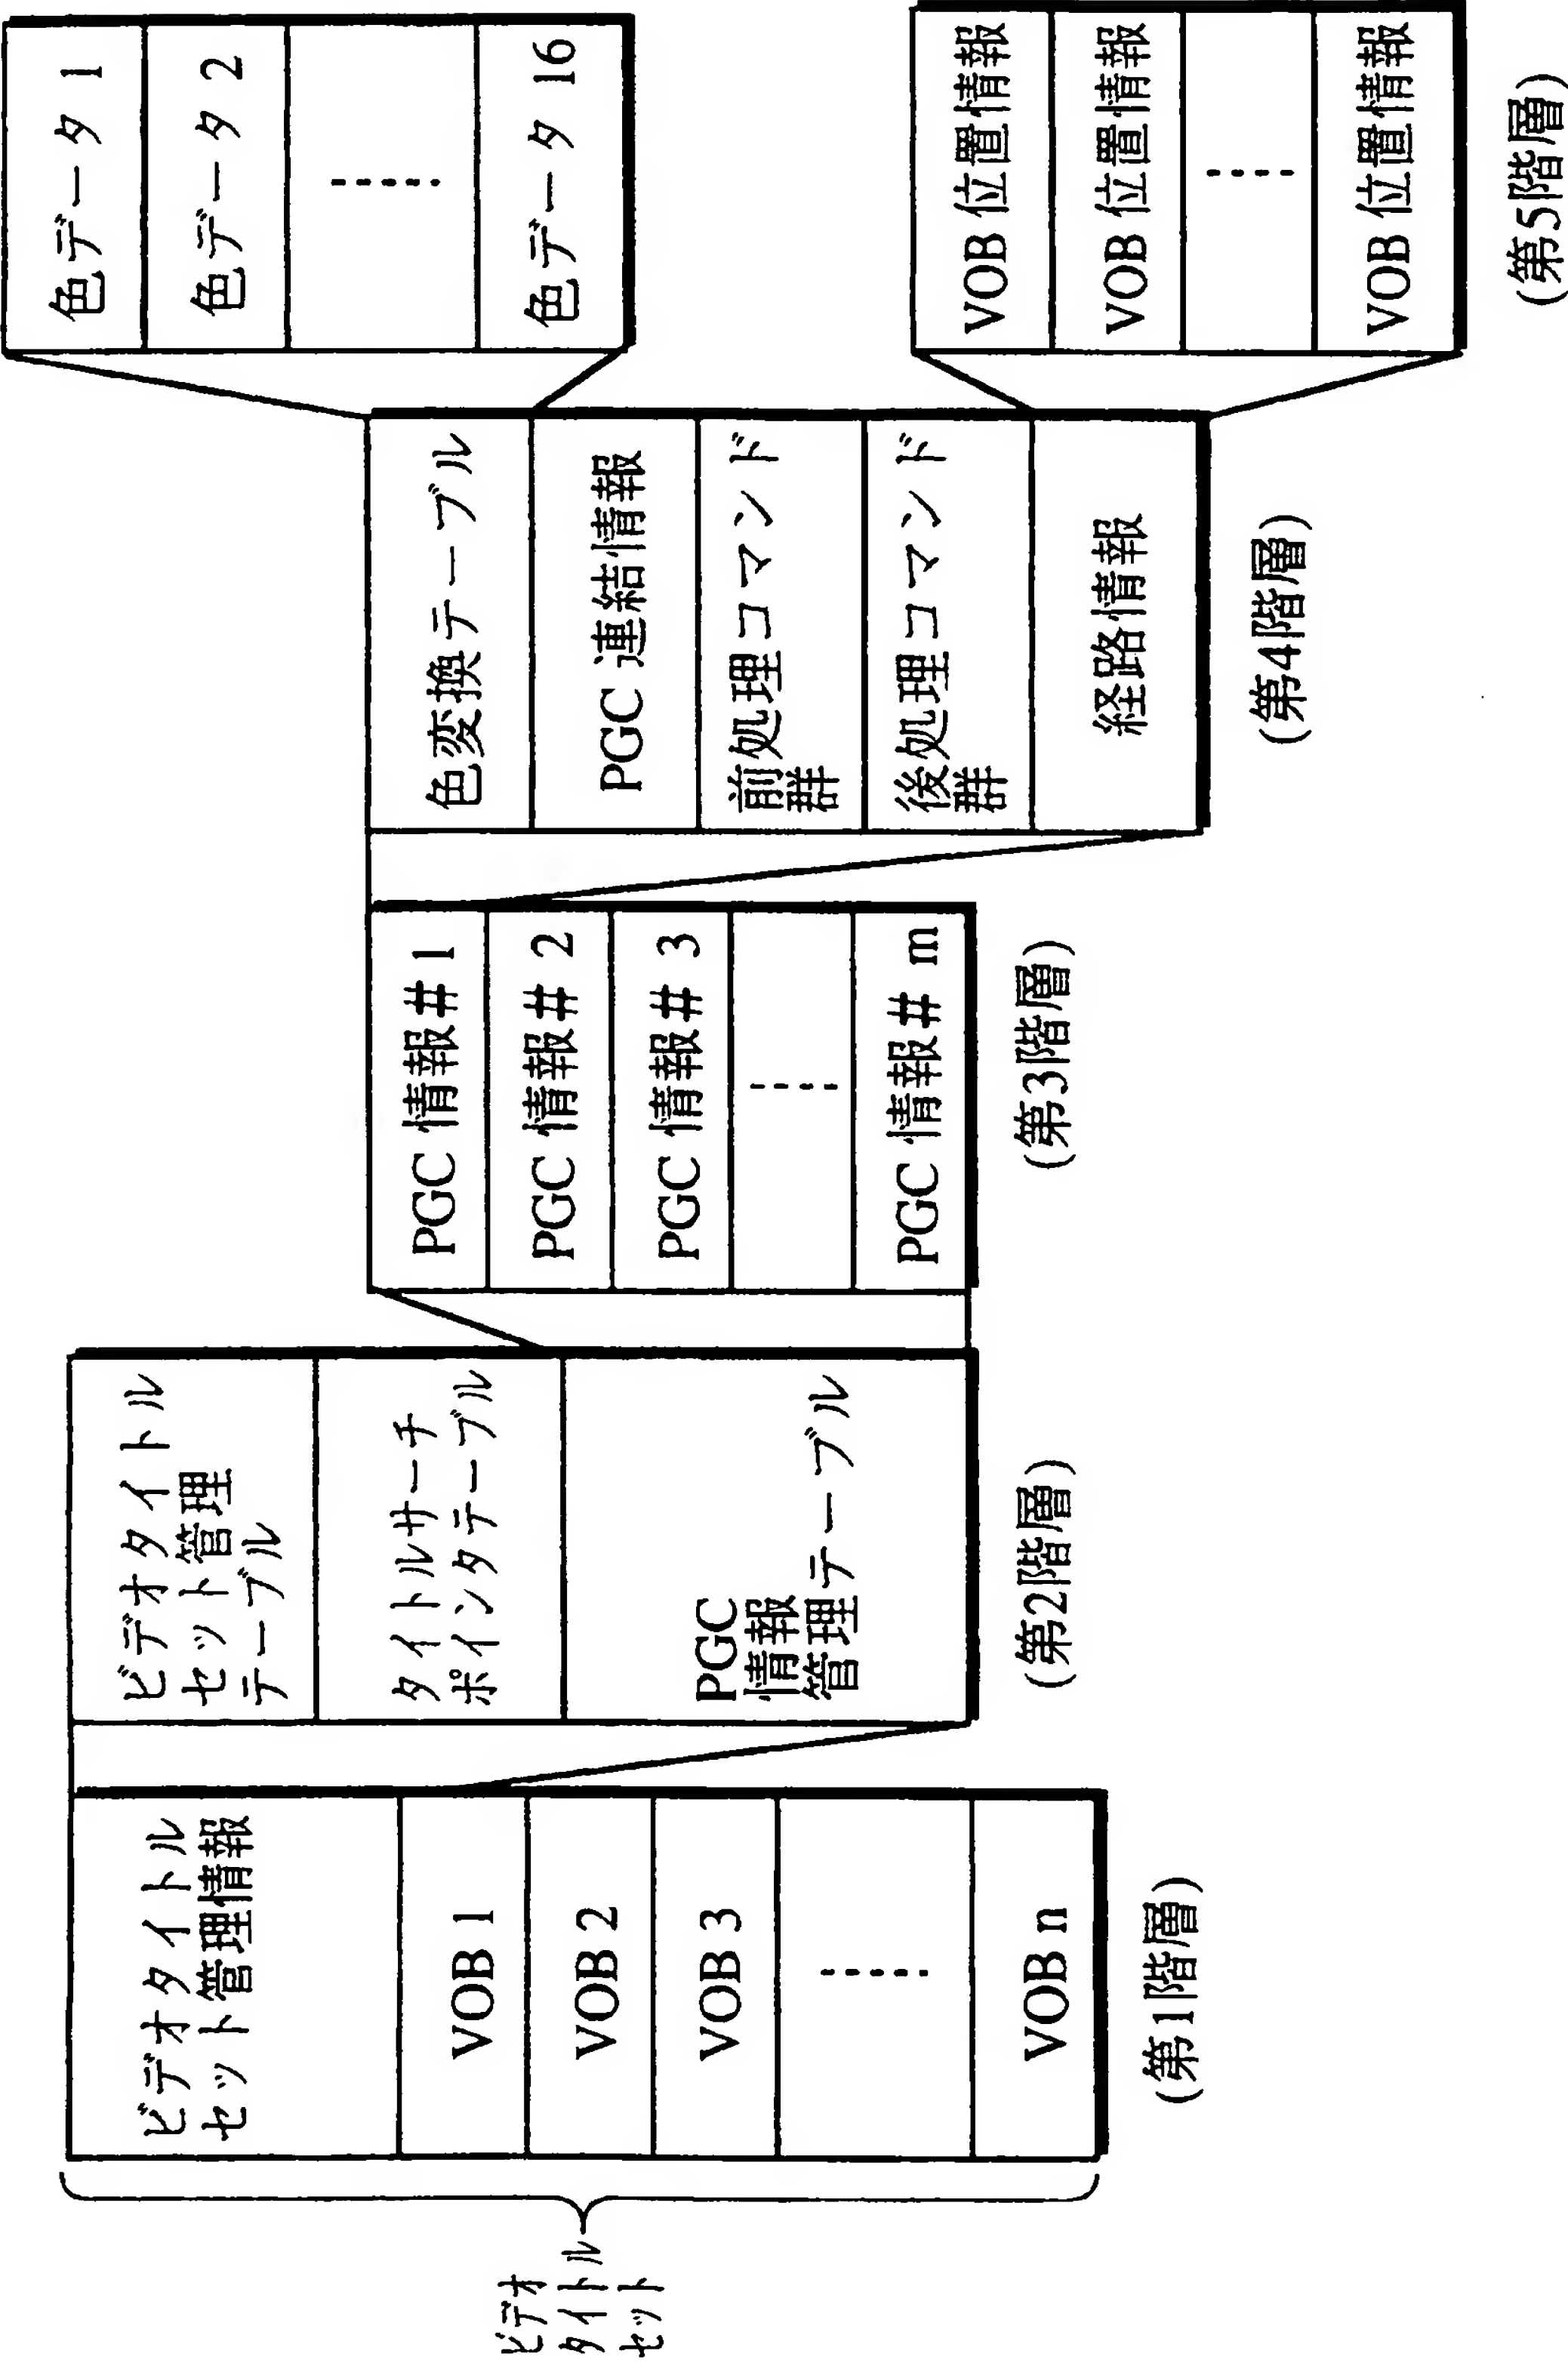 ビデオ
タイトル
セット
ビデオタイトル
セット管理情報
VOB 1
VOB 2
VOB 3
VOB n
(第1階層)
ビデオタイトル
セット管理
テーブル
タイトルサーチ
ポインタテーブル
PGC
情報
管理テーブル
(第2階層)
PGC 情報# 1
PGC 情報# 2
PGC 情報# 3
PGC 情報# m
(第3階層)
色変換テーブル
PGC 連結情報
前処理コマンド
群
後処理コマンド
群
経路情報
(第4階層)
色データ 1
色データ 2
色データ 16
VOB 位置情報
VOB 位置情報
VOB 位置情報
(第5階層)